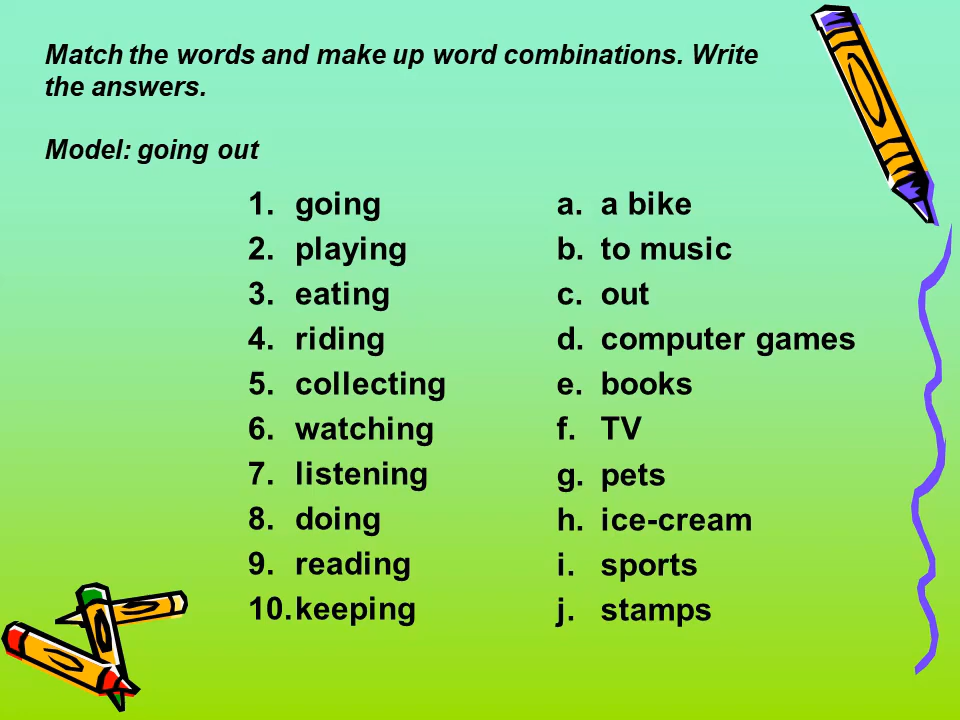 Match the words and make up word combinations. Write
the answers.
Model: going out
1. going
2. playing
3. eating
4. riding
5. collecting
6. watching
7. listening
8. doing
9. reading
10. keeping
a. a bike
b. to music
c. out
d. computer games
e. books
f. TV
g. pets
h. ice-cream
i. sports
j. stamps